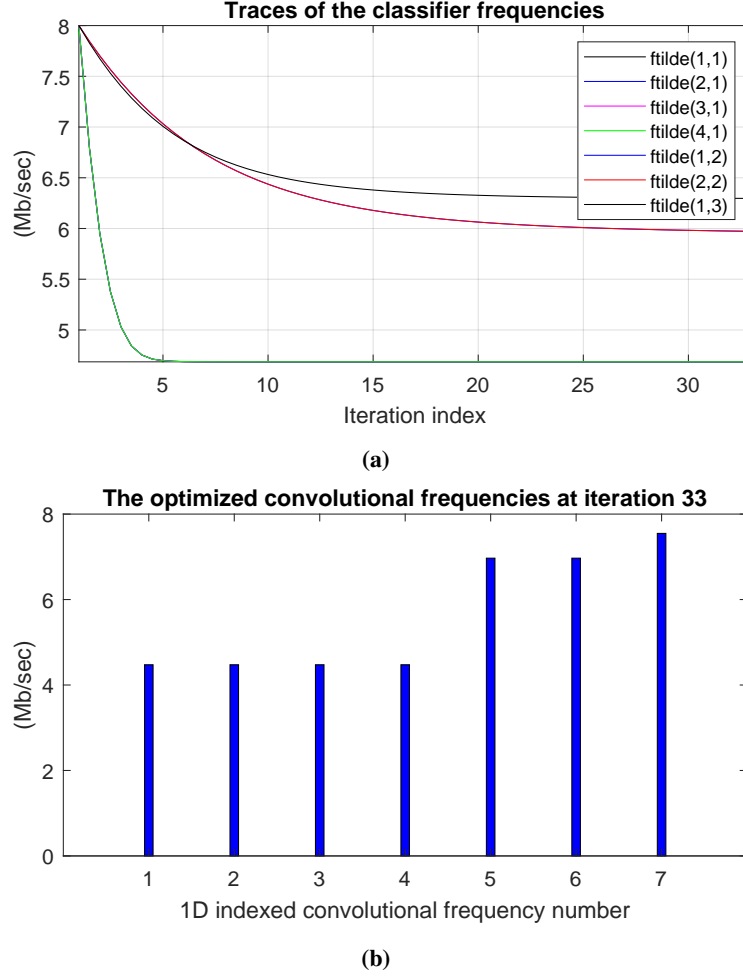 Traces of the classifier frequencies
8
7.5
7
6.5
6
5.5
5
(Mb/sec)
ftilde(1,1)
ftilde(2,1)
ftilde(3,1)
ftilde(4,1)
ftilde(1,2)
ftilde(2,2)
ftilde(1,3)
5 10 15 20 25 30
Iteration index
(a)
The optimized convolutional frequencies at iteration 33
8
6
4
2
0
(Mb/sec)
1 2 3 4 5 6 7
1D indexed convolutional frequency number
(b)